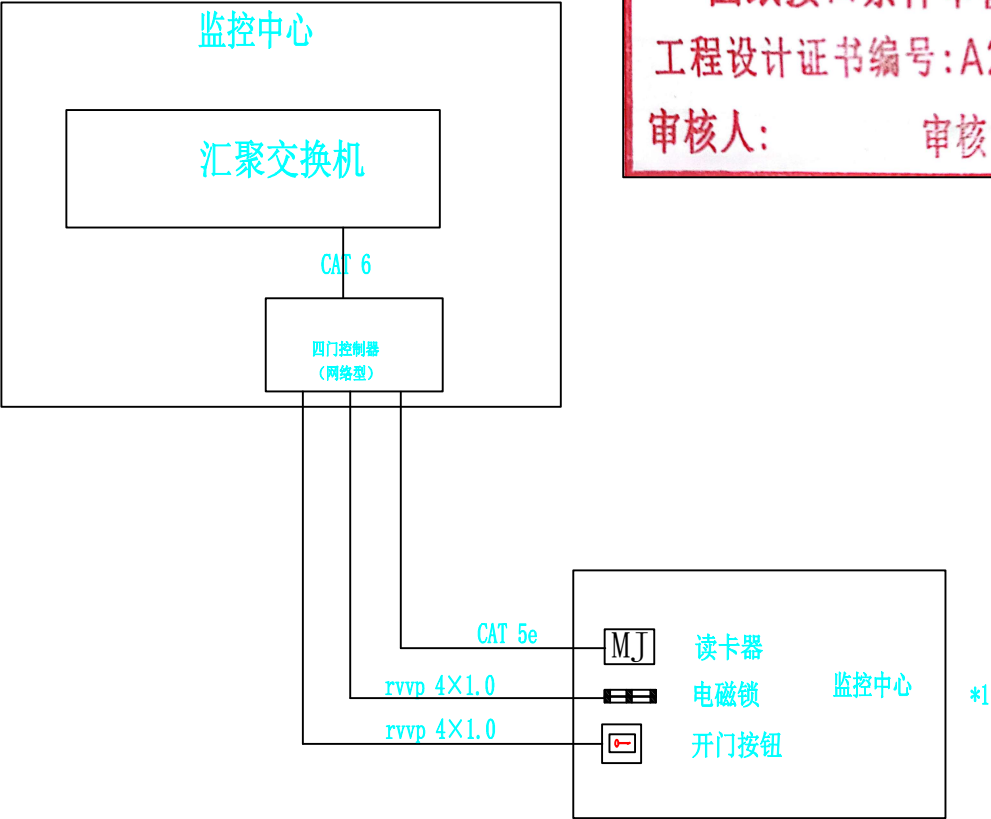 监控中心
汇聚交换机
CAT 6
四门控制器
(网络型)
工程设计证书编号:A
审核人: 审核
CAT 5e
MJ 读卡器
rvvp 4×1.0
电磁锁
监控中心
*1
rvvp 4×1.0
开门按钮